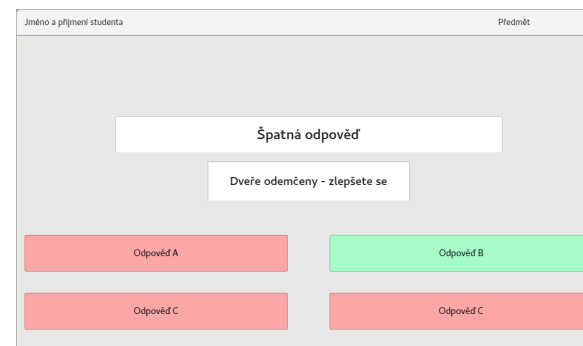 Jméno a příjmení studenta
Předmět
Špatná odpověď
Dveře odemčeny - zlepšete se
Odpověď A
Odpověď B
Odpověď C
Odpověď C